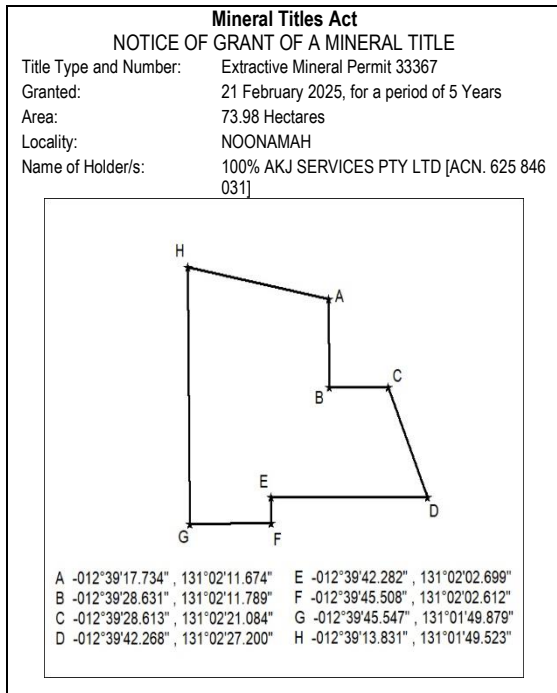 Mineral Titles Act
NOTICE OF GRANT OF A MINERAL TITLE
Title Type and Number: Extractive Mineral Permit 33367
Granted: 21 February 2025, for a period of 5 Years
Area: 73.98 Hectares
Locality: NOONAMAH
Name of Holder/s: 100% AKJ SERVICES PTY LTD [ACN. 625 846
031]
H
A
C
B
E
D
G
F
A -012°39'17.734" , 131°02'11.674" E -012°39'42.282" , 131°02'02.699"
B -012°39'28.631" , 131°02'11.789" F -012°39'45.508" , 131°02'02.612"
C -012°39'28.613" , 131°02'21.084" G -012°39'45.547" , 131°01'49.879"
D -012°39'42.268" , 131°02'27.200" H -012°39'13.831" , 131°01'49.523"